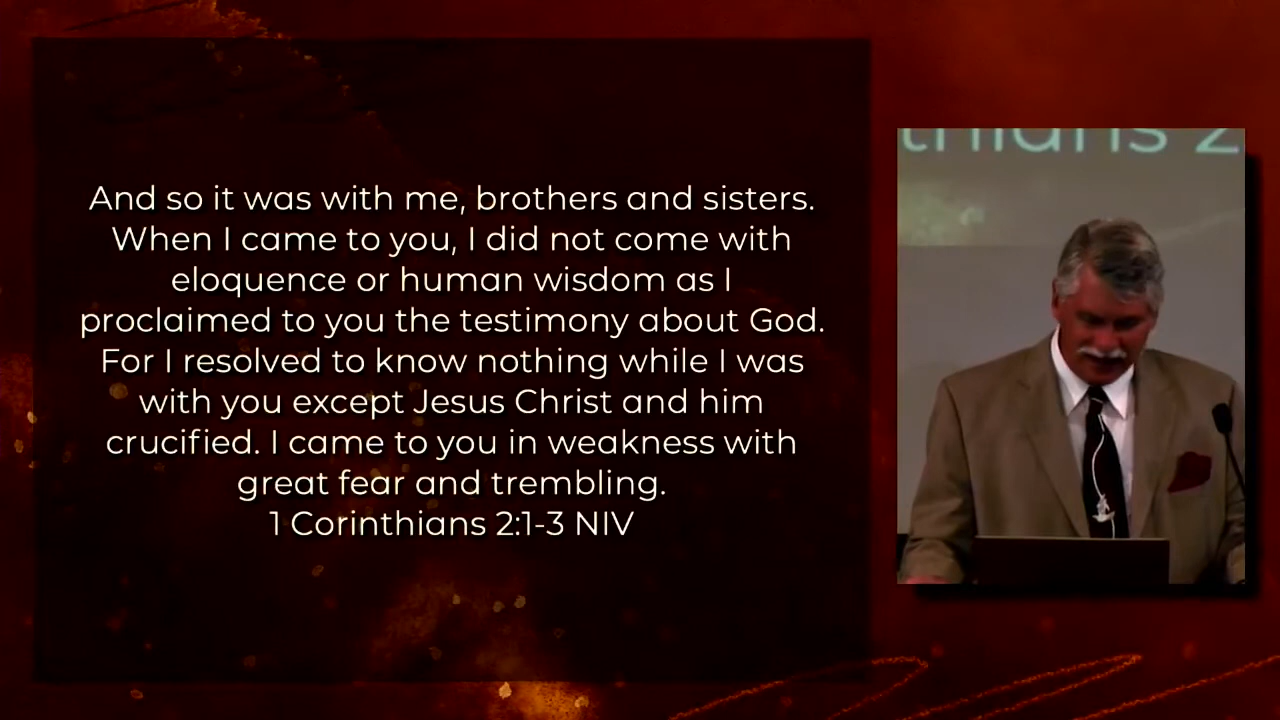 And so it was with me, brothers and sisters.
When I came to you, I did not come with
eloquence or human wisdom as I
proclaimed to you the testimony about God.
For I resolved to know nothing while I was
with you except Jesus Christ and him
crucified. I came to you in weakness with
great fear and trembling.
1 Corinthians 2:1-3 NIV
thians 2